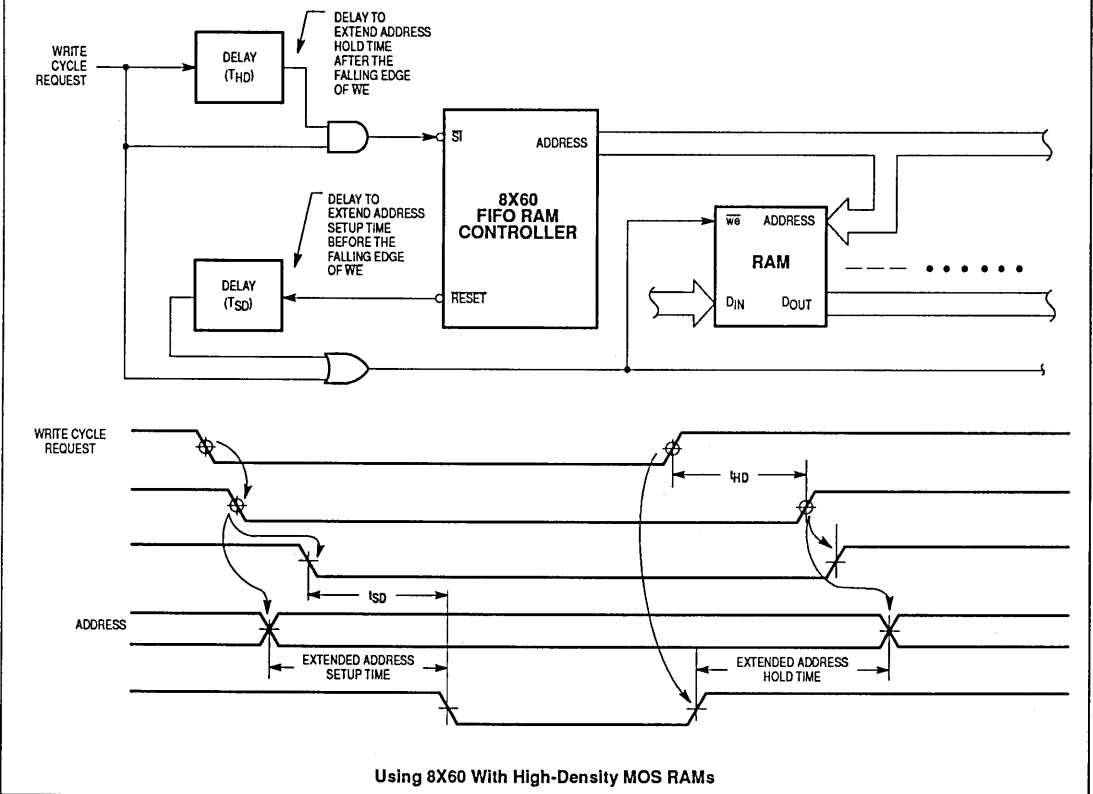 WRITE
CYCLE
REQUEST
DELAY
(THD)
DELAY TO
EXTEND ADDRESS
HOLD TIME
AFTER THE
FALLING EDGE
OF WE
SI
ADDRESS
8X60
FIFO RAM
CONTROLLER
RESET
DELAY TO
EXTEND ADDRESS
SETUP TIME
BEFORE THE
FALLING EDGE
OF WE
DELAY
(TSD)
we ADDRESS
RAM
DIN DOUT
WRITE CYCLE
REQUEST
tHD
tSD
ADDRESS
EXTENDED ADDRESS
SETUP TIME
EXTENDED ADDRESS
HOLD TIME
Using 8X60 With High-Density MOS RAMs